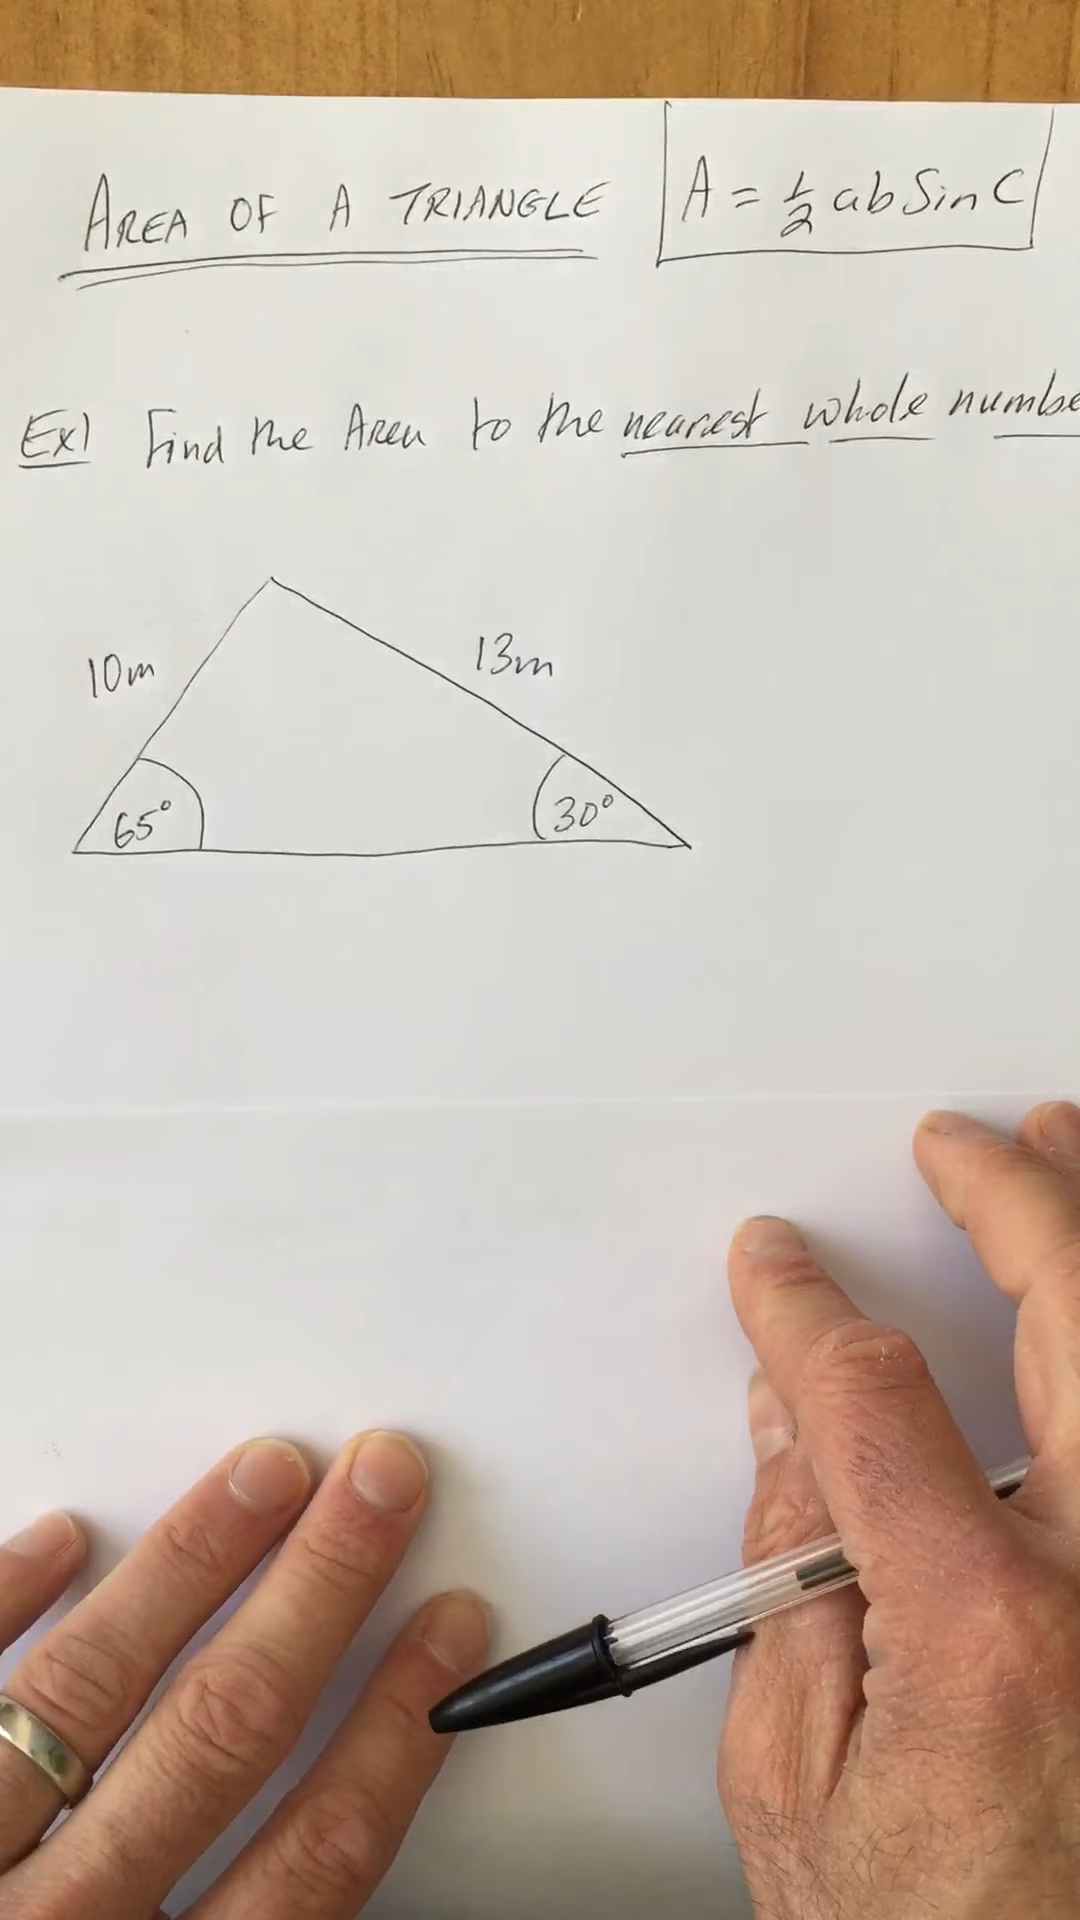 AREA OF A TRIANGLE
A = ½ ab Sin C
Ex1 Find the Area to the nearest whole numbe
10m
13m
65°
30°